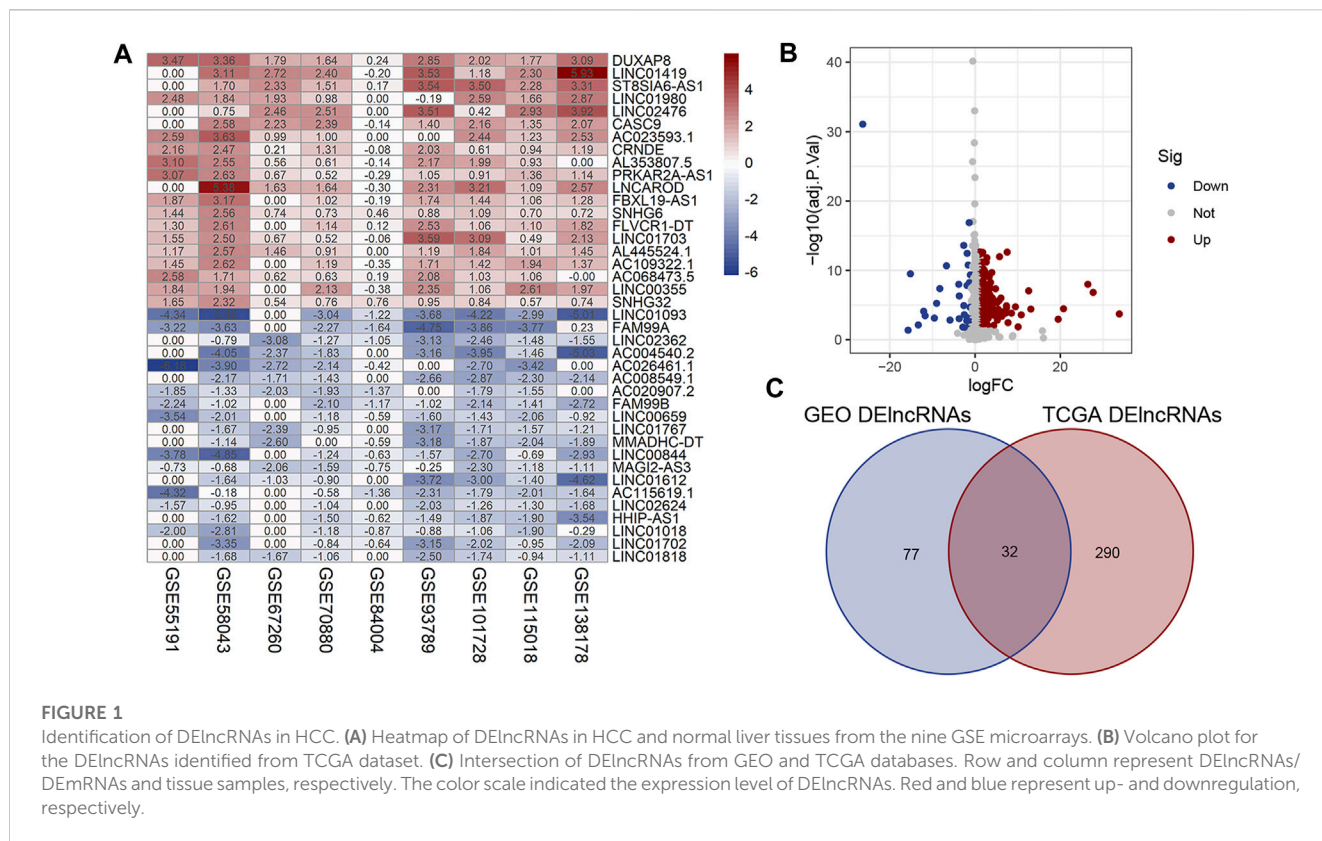 A
3.47 3.36 1.79 1.64 0.24 2.85 2.02 1.77 3.09 DUXAP8
0.00 3.11 2.72 2.40 -0.20 3.53 1.18 2.30 5.93 LINC01419
0.00 1.70 2.33 1.51 0.17 3.54 3.50 2.28 3.31 ST8SIA6-AS1
2.48 1.84 1.93 0.98 0.00 -0.19 2.59 1.66 2.87 LINC01980
0.00 0.75 2.46 2.51 0.00 3.51 0.42 2.93 3.92 LINC02476
0.00 2.58 2.23 2.39 -0.14 1.40 2.16 1.35 2.07 CASC9
2.59 3.63 0.99 1.00 0.00 0.00 2.44 1.23 2.53 AC023593.1
2.16 2.47 0.21 1.31 -0.08 2.03 0.61 0.94 1.19 CRNDE
3.10 2.55 0.56 0.61 -0.14 2.17 1.99 0.93 0.00 AL353807.5
3.07 2.63 0.67 0.52 -0.29 1.05 0.91 1.36 1.14 PRKAR2A-AS1
0.00 1.63 1.64 -0.30 2.31 3.21 1.09 2.57 LNCAROD
1.87 3.17 0.00 1.02 -0.19 1.74 1.44 1.06 1.28 FBXL19-AS1
1.44 2.56 0.74 0.73 0.46 0.88 1.09 0.70 0.72 SNHG6
1.30 2.61 0.00 1.14 0.12 2.53 1.06 1.10 1.82 FLVCR1-DT
1.55 2.50 0.67 0.52 -0.06 3.59 3.09 0.49 2.13 LINC01703
1.17 2.57 1.46 0.91 0.00 1.19 1.84 1.01 1.45 AL445524.1
1.45 2.62 0.00 1.19 -0.35 1.71 1.42 1.94 1.37 AC109322.1
2.58 1.71 0.62 0.63 0.19 2.08 1.03 1.06 -0.00 AC068473.5
1.84 1.94 0.00 2.13 -0.38 2.35 1.06 2.61 1.97 LINC00355
1.65 2.32 0.54 0.76 0.76 0.95 0.84 0.57 0.74 SNHG32
-4.34 0.00 -3.04 -1.22 -3.68 -4.22 -2.99 -5.01 LINC01093
-3.22 -3.63 0.00 -2.27 -1.64 -4.75 -3.86 -3.77 0.23 FAM99A
0.00 -0.79 -3.08 -1.27 -1.05 -3.13 -2.46 -1.48 -1.55 LINC02362
0.00 -4.05 -2.37 -1.83 0.00 -3.16 -3.95 -1.46 -5.03 AC004540.2
-3.90 -2.72 -2.14 -0.42 0.00 -2.70 -3.42 0.00 AC026461.1
0.00 -2.17 -1.71 -1.43 0.00 -2.66 -2.87 -2.30 -2.14 AC008549.1
-1.85 -1.33 -2.03 -1.93 -1.37 0.00 -1.79 -1.55 0.00 AC020907.2
-2.24 -1.02 0.00 -2.10 -1.17 -1.02 -2.14 -1.41 -2.72 FAM99B
-3.54 -2.01 0.00 -1.18 -0.59 -1.60 -1.43 -2.06 -0.92 LINC00659
0.00 -1.67 -2.39 -0.95 0.00 -3.17 -1.71 -1.57 -1.21 LINC01767
0.00 -1.14 -2.60 0.00 -0.59 -3.18 -1.87 -2.04 -1.89 MMADHC-DT
-3.78 -4.85 0.00 -1.24 -0.63 -1.57 -2.70 -0.69 -2.93 LINC00844
-0.73 -0.68 -2.06 -1.59 -0.75 -0.25 -2.30 -1.18 -1.11 MAGI2-AS3
0.00 -1.64 -1.03 -0.90 0.00 -3.72 -3.00 -1.40 -4.62 LINC01612
-4.32 -0.18 0.00 -0.58 -1.36 -2.31 -1.79 -2.01 -1.64 AC115619.1
-1.57 -0.95 0.00 -1.04 0.00 -2.03 -1.26 -1.30 -1.68 LINC02624
0.00 -1.62 0.00 -1.50 -0.62 -1.49 -1.87 -1.90 -3.54 HHIP-AS1
-2.00 -2.81 0.00 -1.18 -0.87 -0.88 -1.06 -1.90 -0.29 LINC01018
0.00 -3.35 0.00 -0.84 -0.64 -3.15 -2.02 -0.95 -2.09 LINC01702
0.00 -1.68 -1.67 -1.06 0.00 -2.50 -1.74 -0.94 -1.11 LINC01818
GSE55191 GSE58043 GSE67260 GSE70880 GSE84004 GSE93789 GSE101728 GSE115018 GSE138178
4
2
0
-2
-4
-6
B
-log10(adj.P.Val)
40
30
20
10
0
0 20
logFC
Sig
Down
Not
Up
C
GEO DElncRNAs TCGA DElncRNAs
77 32 290
FIGURE 1
Identification of DElncRNAs in HCC. (A) Heatmap of DElncRNAs in HCC and normal liver tissues from the nine GSE microarrays. (B) Volcano plot for
the DElncRNAs identified from TCGA dataset. (C) Intersection of DElncRNAs from GEO and TCGA databases. Row and column represent DElncRNAs/
DEmRNAs and tissue samples, respectively. The color scale indicated the expression level of DElncRNAs. Red and blue represent up- and downregulation,
respectively.